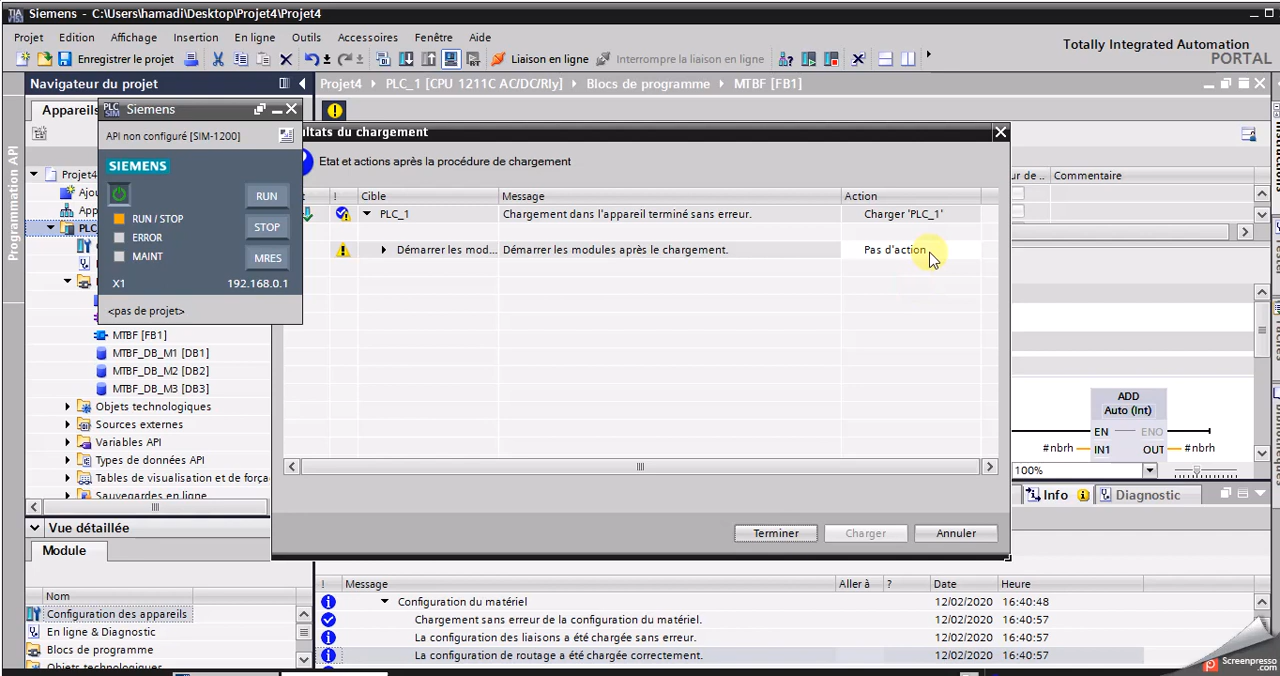 Siemens - C:\Users\hamadi\Desktop\Projet4\Projet4
Projet Edition Affichage Insertion En ligne Outils Accessoires Fenêtre Aide
Totally Integrated Automation
PORTAL
Enregistrer le projet
Liaison en ligne
Interrompre la liaison en ligne
Navigateur du projet
Projet4 PLC_1 [CPU 1211C AC/DC/Rly] Blocs de programme MTBF [FB1]
Programmation API
Appareils
PLC SIM Siemens
API non configuré [SIM-1200]
SIEMENS
RUN
RUN / STOP
STOP
ERROR
MAINT
MRES
X1 192.168.0.1
<pas de projet>
ultats du chargement
Etat et actions après la procédure de chargement
! Cible Message Action
PLC_1 Chargement dans l'appareil terminé sans erreur. Charger 'PLC_1'
Démarrer les mod... Démarrer les modules après le chargement. Pas d'action
Terminer Charger Annuler
Projet4
Ajou
App
PLC
MTBF [FB1]
MTBF_DB_M1 [DB1]
MTBF_DB_M2 [DB2]
MTBF_DB_M3 [DB3]
Objets technologiques
Sources externes
Variables API
Types de données API
Tables de visualisation et de força
Sauvegardes en ligne
ur de .. Commentaire
ADD
Auto (Int)
EN ENO
#nbrh IN1 OUT #nbrh
100%
Info Diagnostic
Vue détaillée
Module
Nom
Configuration des appareils
En ligne & Diagnostic
Blocs de programme
Objets technologiques
! Message Aller à ? Date Heure
Configuration du matériel 12/02/2020 16:40:48
Chargement sans erreur de la configuration du matériel. 12/02/2020 16:40:57
La configuration des liaisons a été chargée sans erreur. 12/02/2020 16:40:57
La configuration de routage a été chargée correctement. 12/02/2020 16:40:57
Screenpresso
.com